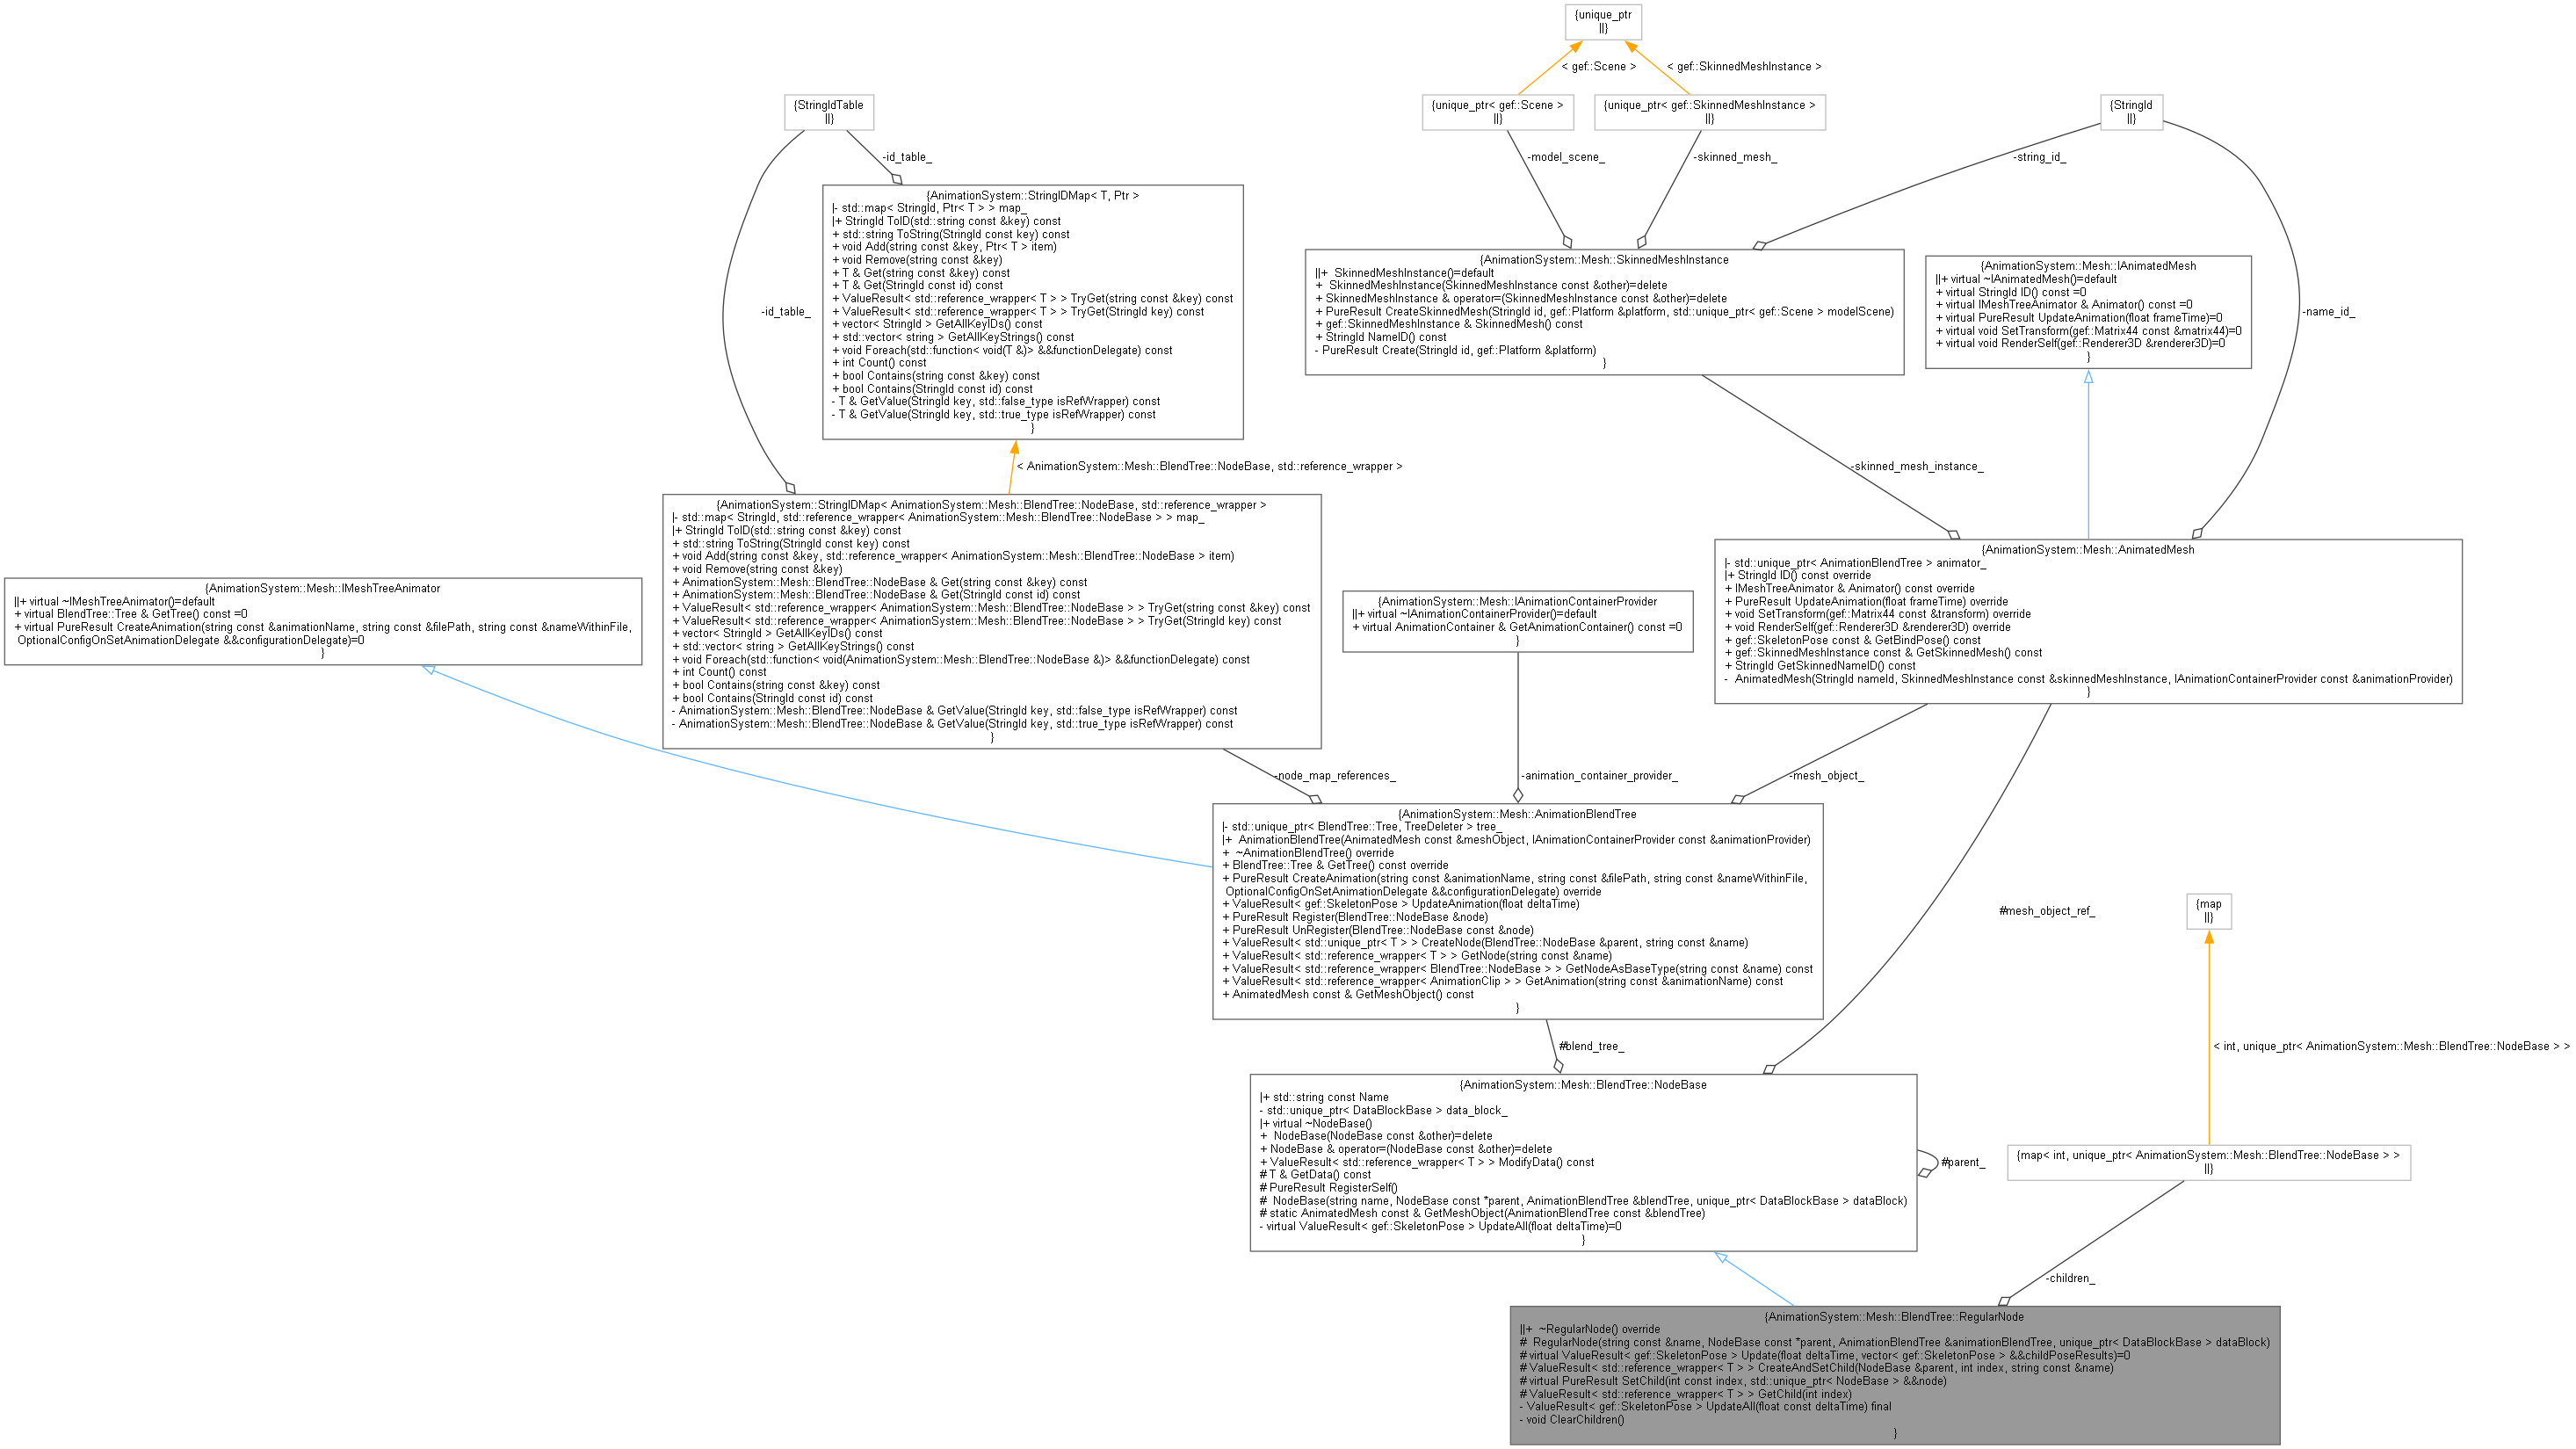 {unique_ptr
||}
< gef::Scene >
< gef::SkinnedMeshInstance >
{StringIdTable
||}
{unique_ptr< gef::Scene >
||}
{unique_ptr< gef::SkinnedMeshInstance >
||}
{StringId
||}
-id_table_
-model_scene_
-skinned_mesh_
-string_id_
{AnimationSystem::StringIDMap< T, Ptr >
|- std::map< StringId, Ptr< T > > map_
|+ StringId ToID(std::string const &key) const
+ std::string ToString(StringId const key) const
+ void Add(string const &key, Ptr< T > item)
+ void Remove(string const &key)
+ T & Get(string const &key) const
+ T & Get(StringId const id) const
+ ValueResult< std::reference_wrapper< T > > TryGet(string const &key) const
+ ValueResult< std::reference_wrapper< T > > TryGet(StringId key) const
+ vector< StringId > GetAllKeyIDs() const
+ std::vector< string > GetAllKeyStrings() const
+ void Foreach(std::function< void(T &)> &&functionDelegate) const
+ int Count() const
+ bool Contains(string const &key) const
+ bool Contains(StringId const id) const
- T & GetValue(StringId key, std::false_type isRefWrapper) const
- T & GetValue(StringId key, std::true_type isRefWrapper) const
}
{AnimationSystem::Mesh::SkinnedMeshInstance
||+  SkinnedMeshInstance()=default
+  SkinnedMeshInstance(SkinnedMeshInstance const &other)=delete
+ SkinnedMeshInstance & operator=(SkinnedMeshInstance const &other)=delete
+ PureResult CreateSkinnedMesh(StringId id, gef::Platform &platform, std::unique_ptr< gef::Scene > modelScene)
+ gef::SkinnedMeshInstance & SkinnedMesh() const
+ StringId NameID() const
- PureResult Create(StringId id, gef::Platform &platform)
}
{AnimationSystem::Mesh::IAnimatedMesh
||+ virtual ~IAnimatedMesh()=default
+ virtual StringId ID() const =0
+ virtual IMeshTreeAnimator & Animator() const =0
+ virtual PureResult UpdateAnimation(float frameTime)=0
+ virtual void SetTransform(gef::Matrix44 const &matrix44)=0
+ virtual void RenderSelf(gef::Renderer3D &renderer3D)=0
}
-id_table_
-name_id_
< AnimationSystem::Mesh::BlendTree::NodeBase, std::reference_wrapper >
-skinned_mesh_instance_
{AnimationSystem::StringIDMap< AnimationSystem::Mesh::BlendTree::NodeBase, std::reference_wrapper >
|- std::map< StringId, std::reference_wrapper< AnimationSystem::Mesh::BlendTree::NodeBase > > map_
|+ StringId ToID(std::string const &key) const
+ std::string ToString(StringId const key) const
+ void Add(string const &key, std::reference_wrapper< AnimationSystem::Mesh::BlendTree::NodeBase > item)
+ void Remove(string const &key)
+ AnimationSystem::Mesh::BlendTree::NodeBase & Get(string const &key) const
+ AnimationSystem::Mesh::BlendTree::NodeBase & Get(StringId const id) const
+ ValueResult< std::reference_wrapper< AnimationSystem::Mesh::BlendTree::NodeBase > > TryGet(string const &key) const
+ ValueResult< std::reference_wrapper< AnimationSystem::Mesh::BlendTree::NodeBase > > TryGet(StringId key) const
+ vector< StringId > GetAllKeyIDs() const
+ std::vector< string > GetAllKeyStrings() const
+ void Foreach(std::function< void(AnimationSystem::Mesh::BlendTree::NodeBase &)> &&functionDelegate) const
+ int Count() const
+ bool Contains(string const &key) const
+ bool Contains(StringId const id) const
- AnimationSystem::Mesh::BlendTree::NodeBase & GetValue(StringId key, std::false_type isRefWrapper) const
- AnimationSystem::Mesh::BlendTree::NodeBase & GetValue(StringId key, std::true_type isRefWrapper) const
}
{AnimationSystem::Mesh::IMeshTreeAnimator
||+ virtual ~IMeshTreeAnimator()=default
+ virtual BlendTree::Tree & GetTree() const =0
+ virtual PureResult CreateAnimation(string const &animationName, string const &filePath, string const &nameWithinFile,
OptionalConfigOnSetAnimationDelegate &&configurationDelegate)=0
}
{AnimationSystem::Mesh::IAnimationContainerProvider
||+ virtual ~IAnimationContainerProvider()=default
+ virtual AnimationContainer & GetAnimationContainer() const =0
}
{AnimationSystem::Mesh::AnimatedMesh
|- std::unique_ptr< AnimationBlendTree > animator_
|+ StringId ID() const override
+ IMeshTreeAnimator & Animator() const override
+ PureResult UpdateAnimation(float frameTime) override
+ void SetTransform(gef::Matrix44 const &transform) override
+ void RenderSelf(gef::Renderer3D &renderer3D) override
+ gef::SkeletonPose const & GetBindPose() const
+ gef::SkinnedMeshInstance const & GetSkinnedMesh() const
+ StringId GetSkinnedNameID() const
-  AnimatedMesh(StringId nameId, SkinnedMeshInstance const &skinnedMeshInstance, IAnimationContainerProvider const &animationProvider)
}
-node_map_references_
-animation_container_provider_
-mesh_object_
{AnimationSystem::Mesh::AnimationBlendTree
|- std::unique_ptr< BlendTree::Tree, TreeDeleter > tree_
|+  AnimationBlendTree(AnimatedMesh const &meshObject, IAnimationContainerProvider const &animationProvider)
+  ~AnimationBlendTree() override
+ BlendTree::Tree & GetTree() const override
+ PureResult CreateAnimation(string const &animationName, string const &filePath, string const &nameWithinFile,
OptionalConfigOnSetAnimationDelegate &&configurationDelegate) override
+ ValueResult< gef::SkeletonPose > UpdateAnimation(float deltaTime)
+ PureResult Register(BlendTree::NodeBase &node)
+ PureResult UnRegister(BlendTree::NodeBase const &node)
+ ValueResult< std::unique_ptr< T > > CreateNode(BlendTree::NodeBase &parent, string const &name)
+ ValueResult< std::reference_wrapper< T > > GetNode(string const &name)
+ ValueResult< std::reference_wrapper< BlendTree::NodeBase > > GetNodeAsBaseType(string const &name) const
+ ValueResult< std::reference_wrapper< AnimationClip > > GetAnimation(string const &animationName) const
+ AnimatedMesh const & GetMeshObject() const
}
#mesh_object_ref_
{map
||}
#blend_tree_
< int, unique_ptr< AnimationSystem::Mesh::BlendTree::NodeBase > >
{AnimationSystem::Mesh::BlendTree::NodeBase
|+ std::string const Name
- std::unique_ptr< DataBlockBase > data_block_
|+ virtual ~NodeBase()
+  NodeBase(NodeBase const &other)=delete
+ NodeBase & operator=(NodeBase const &other)=delete
+ ValueResult< std::reference_wrapper< T > > ModifyData() const
# T & GetData() const
# PureResult RegisterSelf()
#  NodeBase(string name, NodeBase const *parent, AnimationBlendTree &blendTree, unique_ptr< DataBlockBase > dataBlock)
# static AnimatedMesh const & GetMeshObject(AnimationBlendTree const &blendTree)
- virtual ValueResult< gef::SkeletonPose > UpdateAll(float deltaTime)=0
}
#parent_
{map< int, unique_ptr< AnimationSystem::Mesh::BlendTree::NodeBase > >
||}
-children_
{AnimationSystem::Mesh::BlendTree::RegularNode
||+  ~RegularNode() override
#  RegularNode(string const &name, NodeBase const *parent, AnimationBlendTree &animationBlendTree, unique_ptr< DataBlockBase > dataBlock)
# virtual ValueResult< gef::SkeletonPose > Update(float deltaTime, vector< gef::SkeletonPose > &&childPoseResults)=0
# ValueResult< std::reference_wrapper< T > > CreateAndSetChild(NodeBase &parent, int index, string const &name)
# virtual PureResult SetChild(int const index, std::unique_ptr< NodeBase > &&node)
# ValueResult< std::reference_wrapper< T > > GetChild(int index)
- ValueResult< gef::SkeletonPose > UpdateAll(float const deltaTime) final
- void ClearChildren()
}